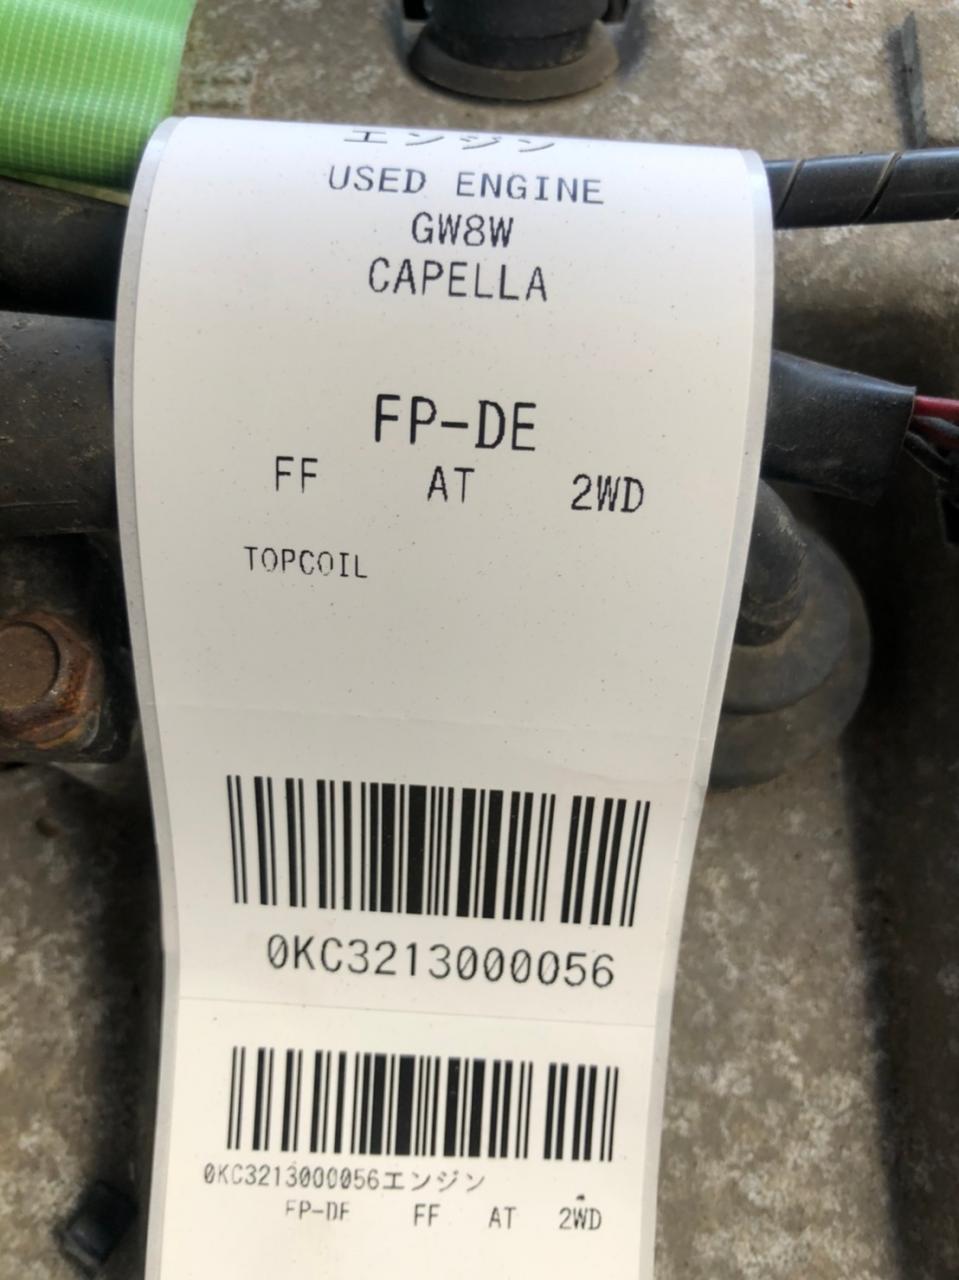 エンジン
USED ENGINE
GW8W
CAPELLA
FP-DE
FF AT 2WD
TOPCOIL
0KC3213000056
0KC3213000056エンジン
FP-DE FF AT 2WD